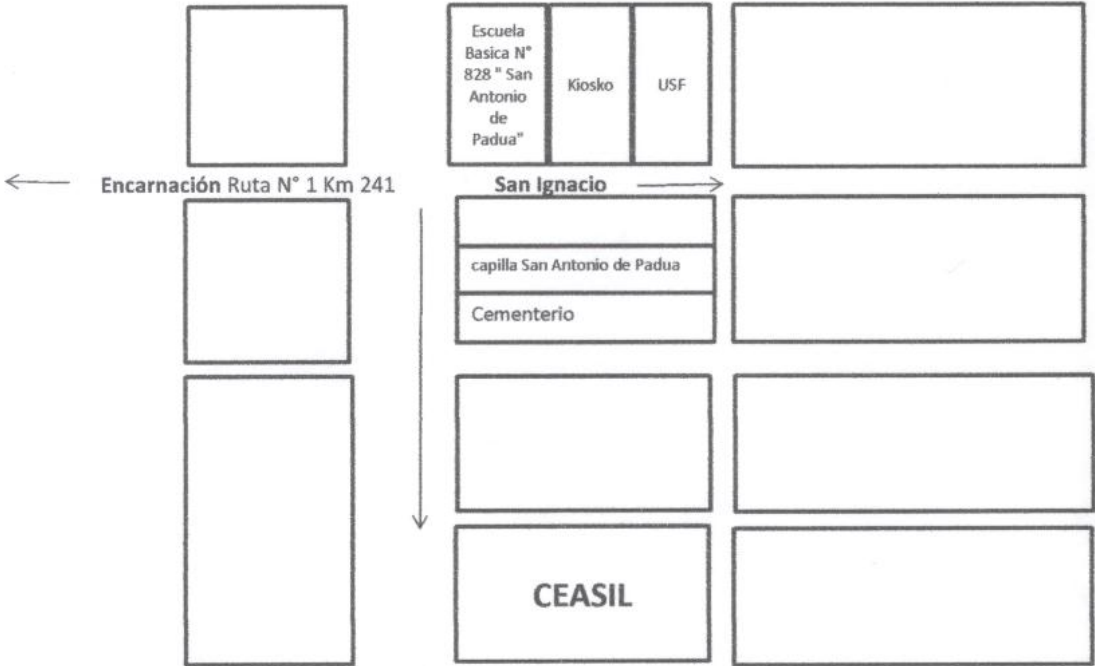 Escuela
Basica N°
828 " San
Antonio
de
Padua"
Kiosko
USF
Encarnación Ruta N° 1 Km 241
San Ignacio
capilla San Antonio de Padua
Cementerio
CEASIL